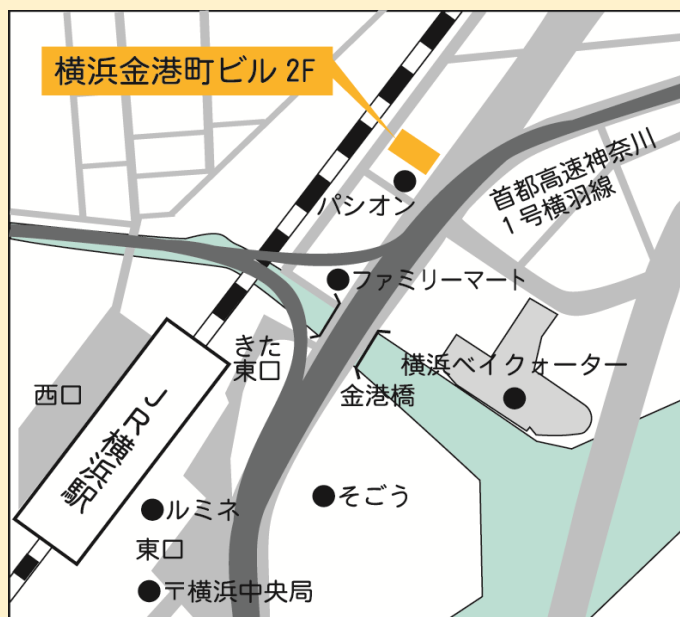 横浜金港町ビル 2F
パシオン
首都高速神奈川
1号横羽線
ファミリーマート
きた
東口
横浜ベイクォーター
金港橋
西口
JR横浜駅
そごう
ルミネ
東口
〒横浜中央局